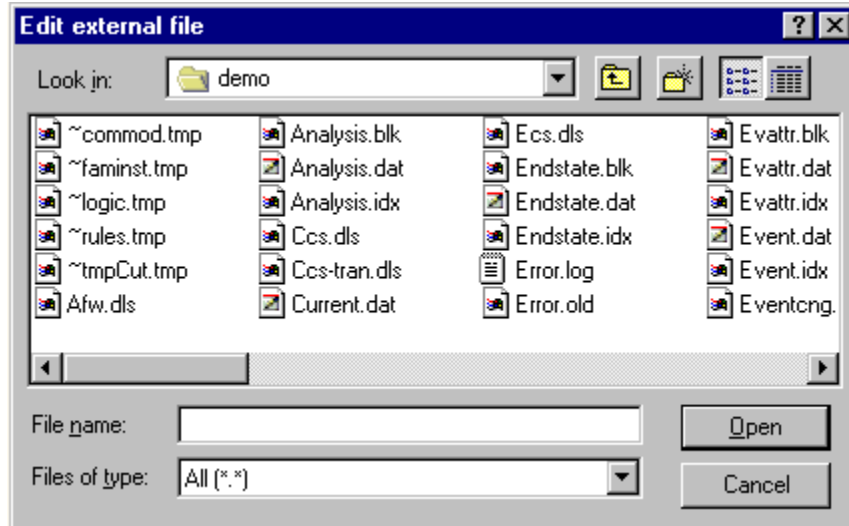 Edit external file
Look in: demo
~commod.tmp Analysis.blk Ecs.dls Evattr.blk
~faminst.tmp Analysis.dat Endstate.blk Evattr.dat
~logic.tmp Analysis.idx Endstate.dat Evattr.idx
~rules.tmp Ccs.dls Endstate.idx Event.dat
~tmpCut.tmp Ccs-tran.dls Error.log Event.idx
Afw.dls Current.dat Error.old Eventcng.
File name: Open
Files of type: All (*.*) Cancel